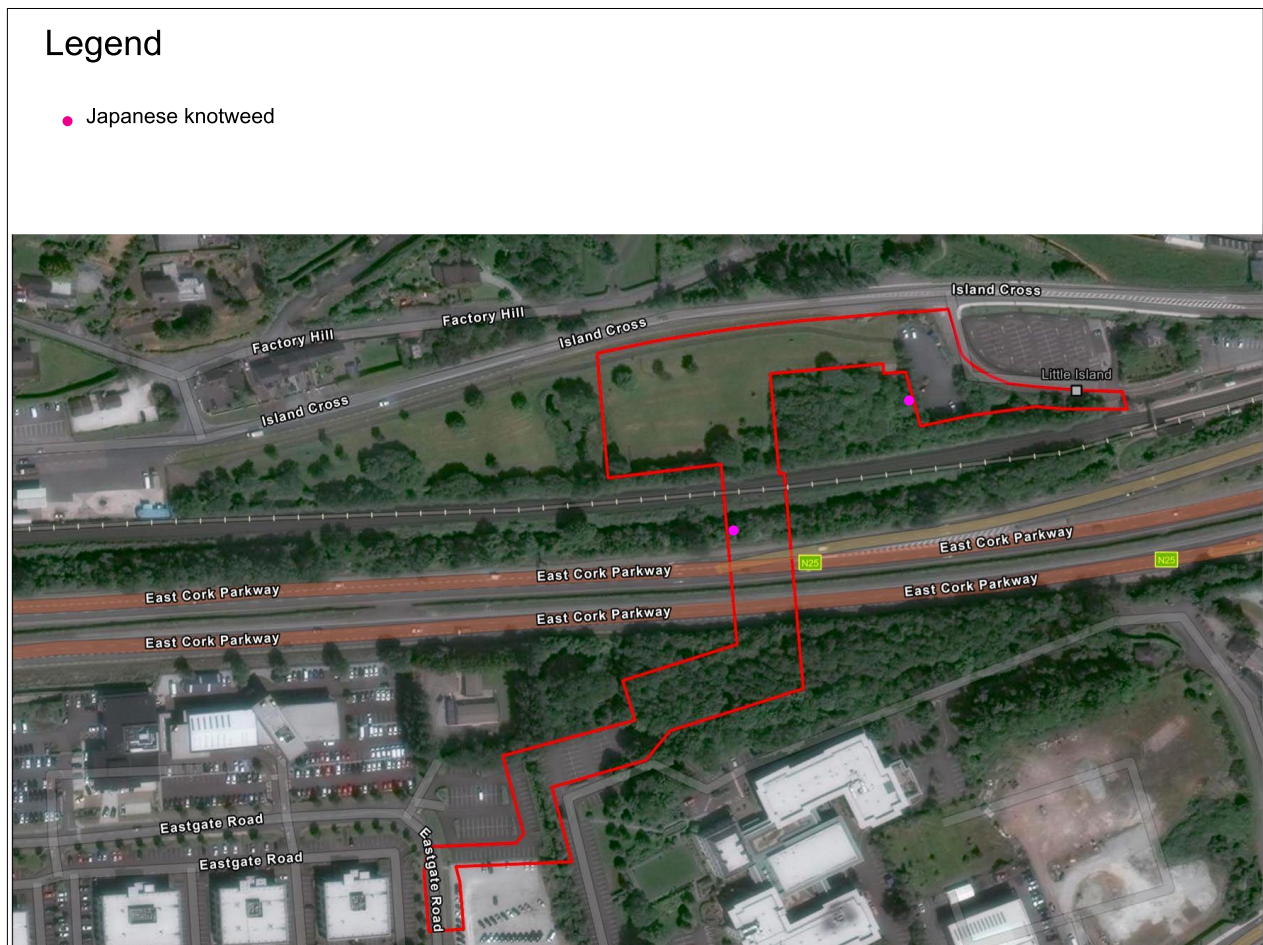 Legend
Japanese knotweed
Island Cross
Factory Hill
Island Cross
Factory Hill
Little Island
Island Cross
East Cork Parkway
N25
N25
East Cork Parkway
East Cork Parkway
East Cork Parkway
East Cork Parkway
East Cork Parkway
Eastgate Road
Eastgate Road
Eastgate Road